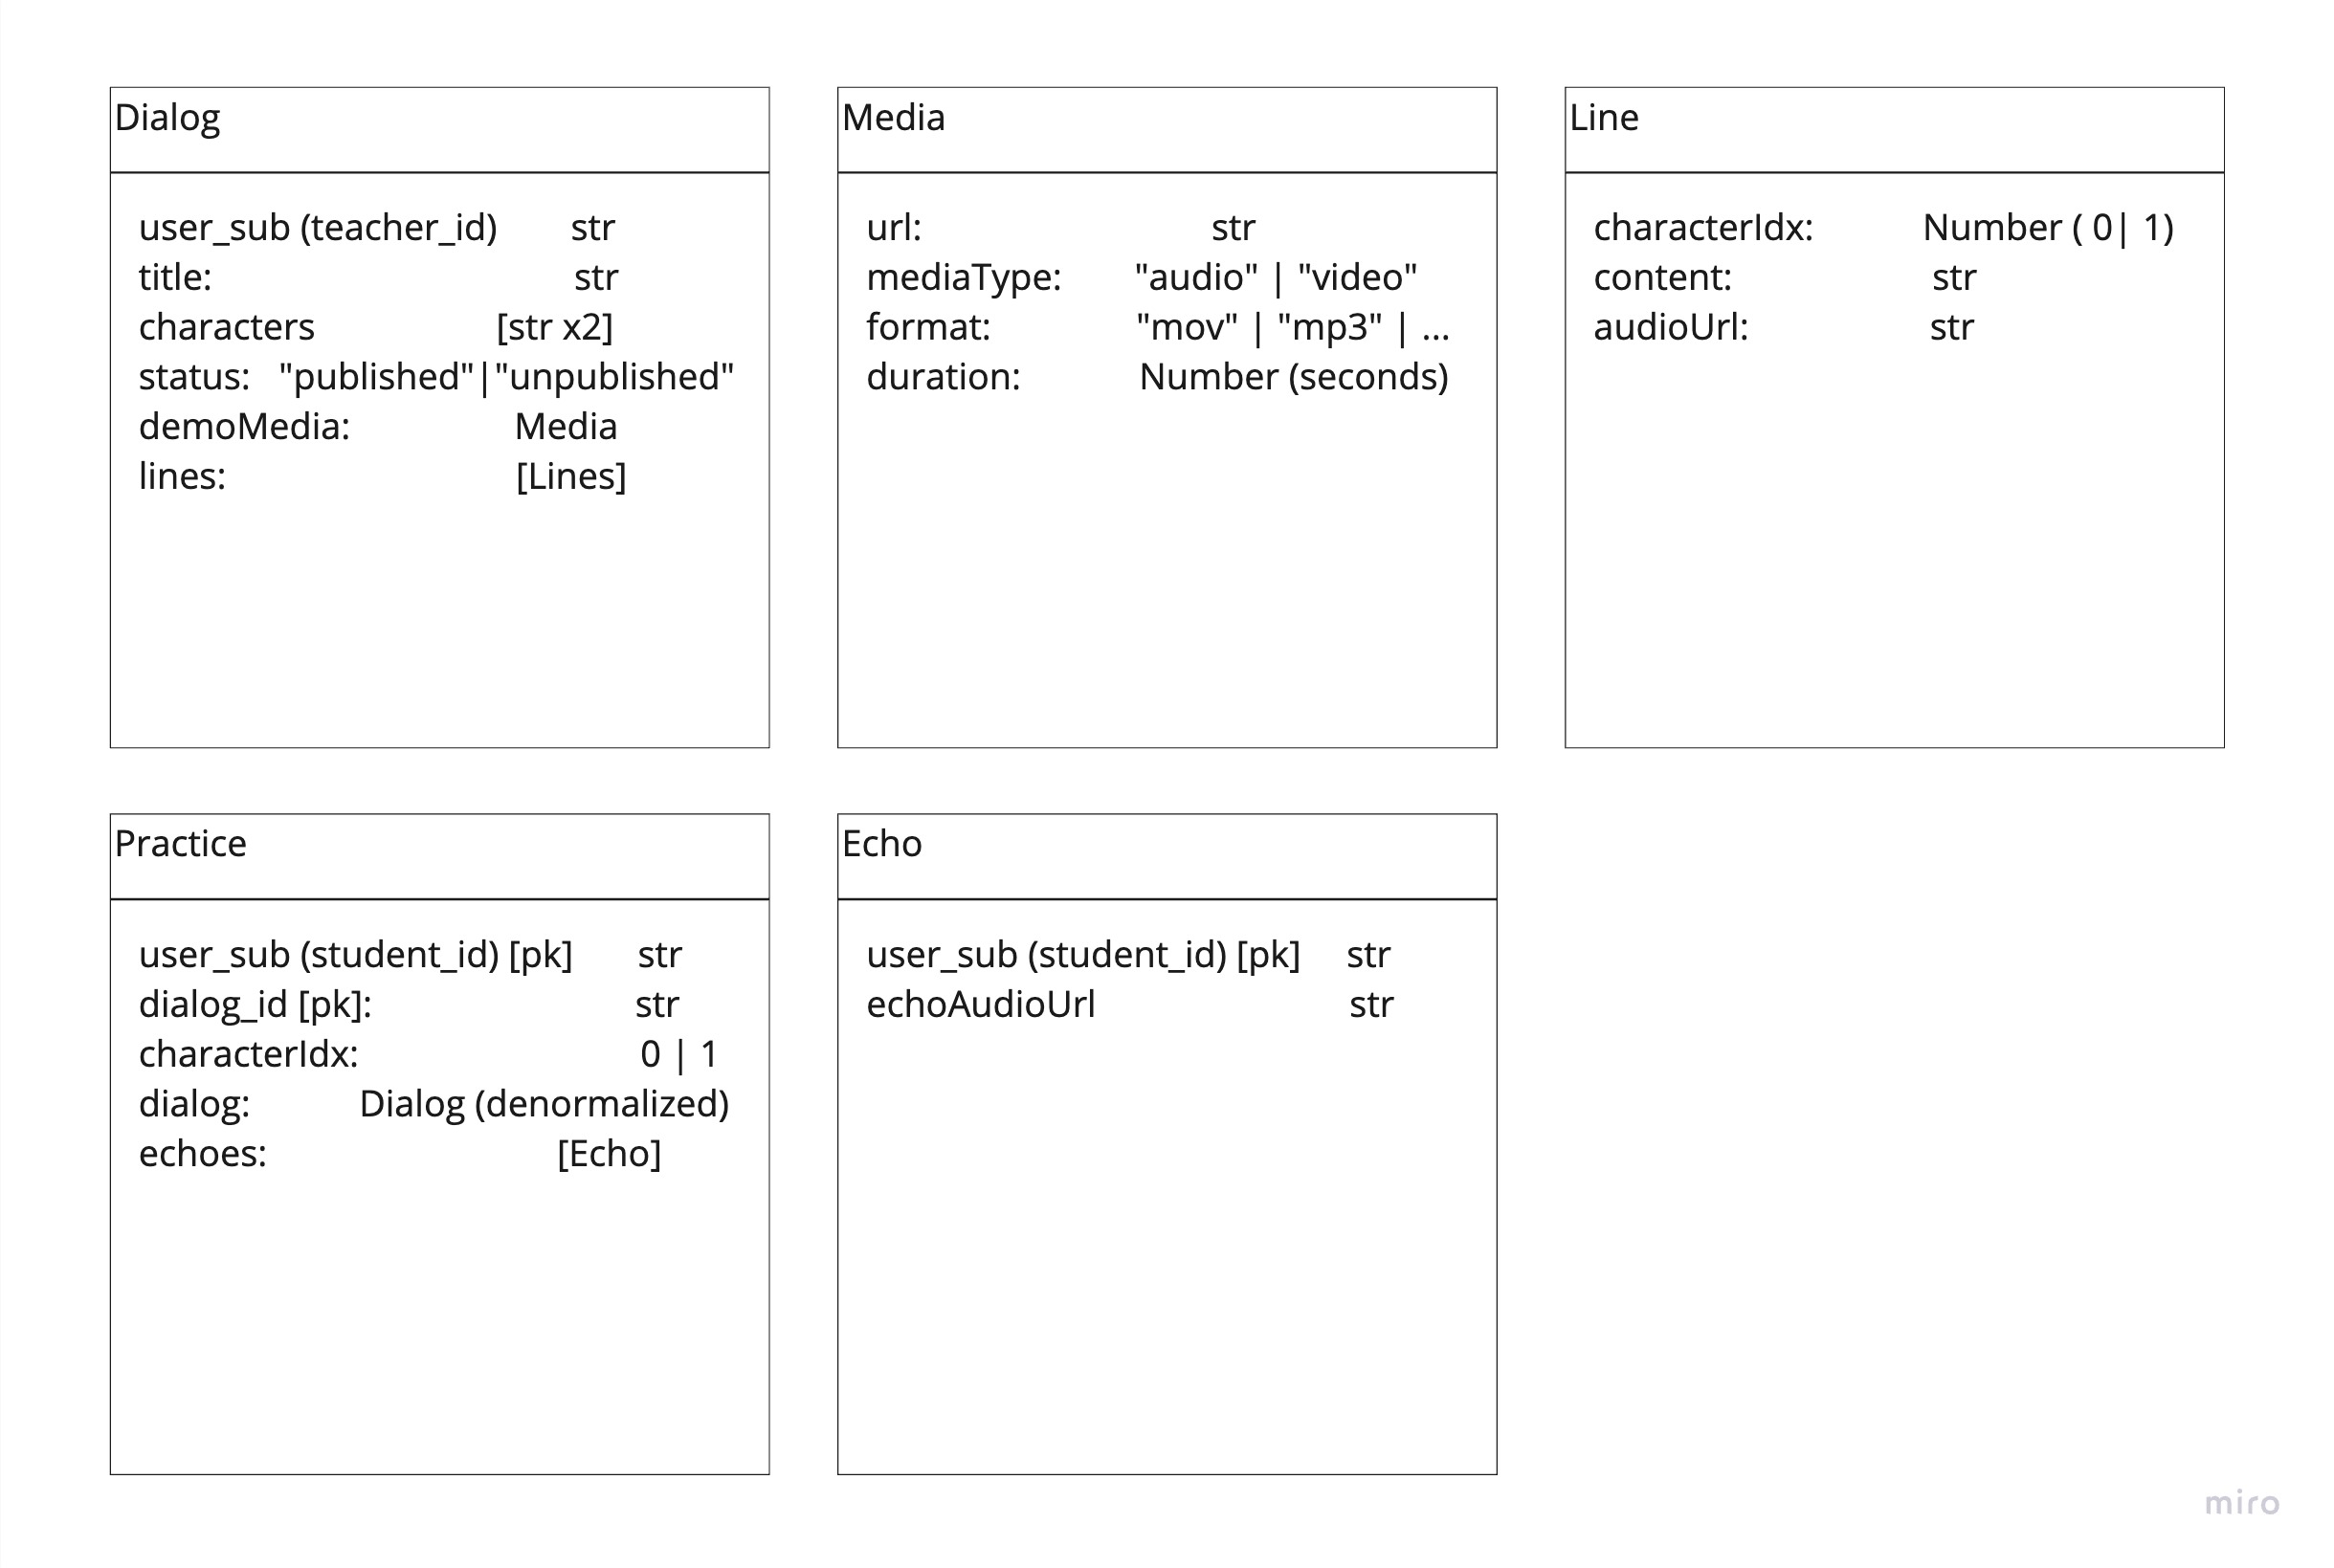 Dialog
user_sub (teacher_id) str
title: str
characters [str x2]
status: "published"|"unpublished"
demoMedia: Media
lines: [Lines]
Media
url: str
mediaType: "audio" | "video"
format: "mov" | "mp3" | ...
duration: Number (seconds)
Line
characterIdx: Number ( 0| 1)
content: str
audioUrl: str
Practice
user_sub (student_id) [pk] str
dialog_id [pk]: str
characterIdx: 0 | 1
dialog: Dialog (denormalized)
echoes: [Echo]
Echo
user_sub (student_id) [pk] str
echoAudioUrl str
miro